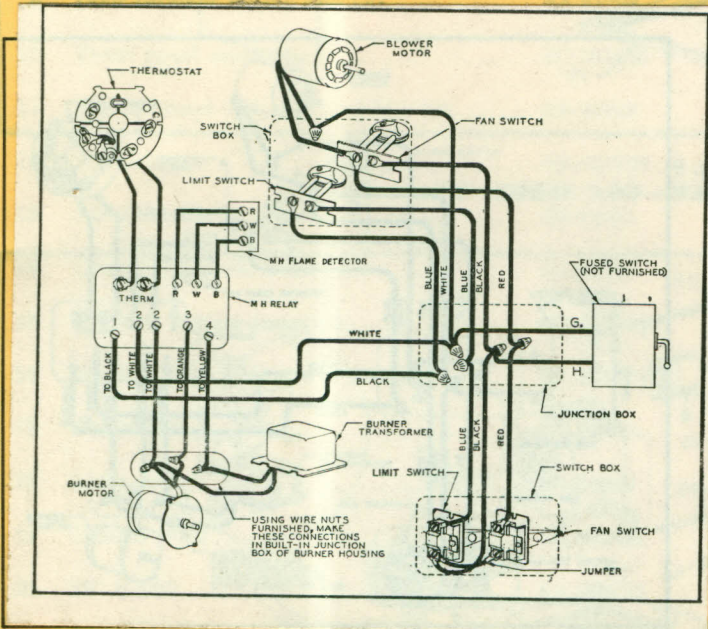 BLOWER
MOTOR
THERMOSTAT
FAN SWITCH
SWITCH
BOX
LIMIT SWITCH
R
W
B
M H FLAME DETECTOR
FUSED SWITCH
(NOT FURNISHED)
BLUE
WHITE
BLUE
BLACK
RED
THERM
R
W
B
M H RELAY
1
2
2
3
4
WHITE
G.
H.
TO BLACK
TO WHITE
TO WHITE
TO ORANGE
TO YELLOW
BLACK
JUNCTION BOX
BURNER
TRANSFORMER
BLUE
BLACK
RED
LIMIT SWITCH
SWITCH BOX
BURNER
MOTOR
USING WIRE NUTS
FURNISHED, MAKE
THESE CONNECTIONS
IN BUILT-IN JUNCTION
BOX OF BURNER HOUSING
FAN SWITCH
JUMPER